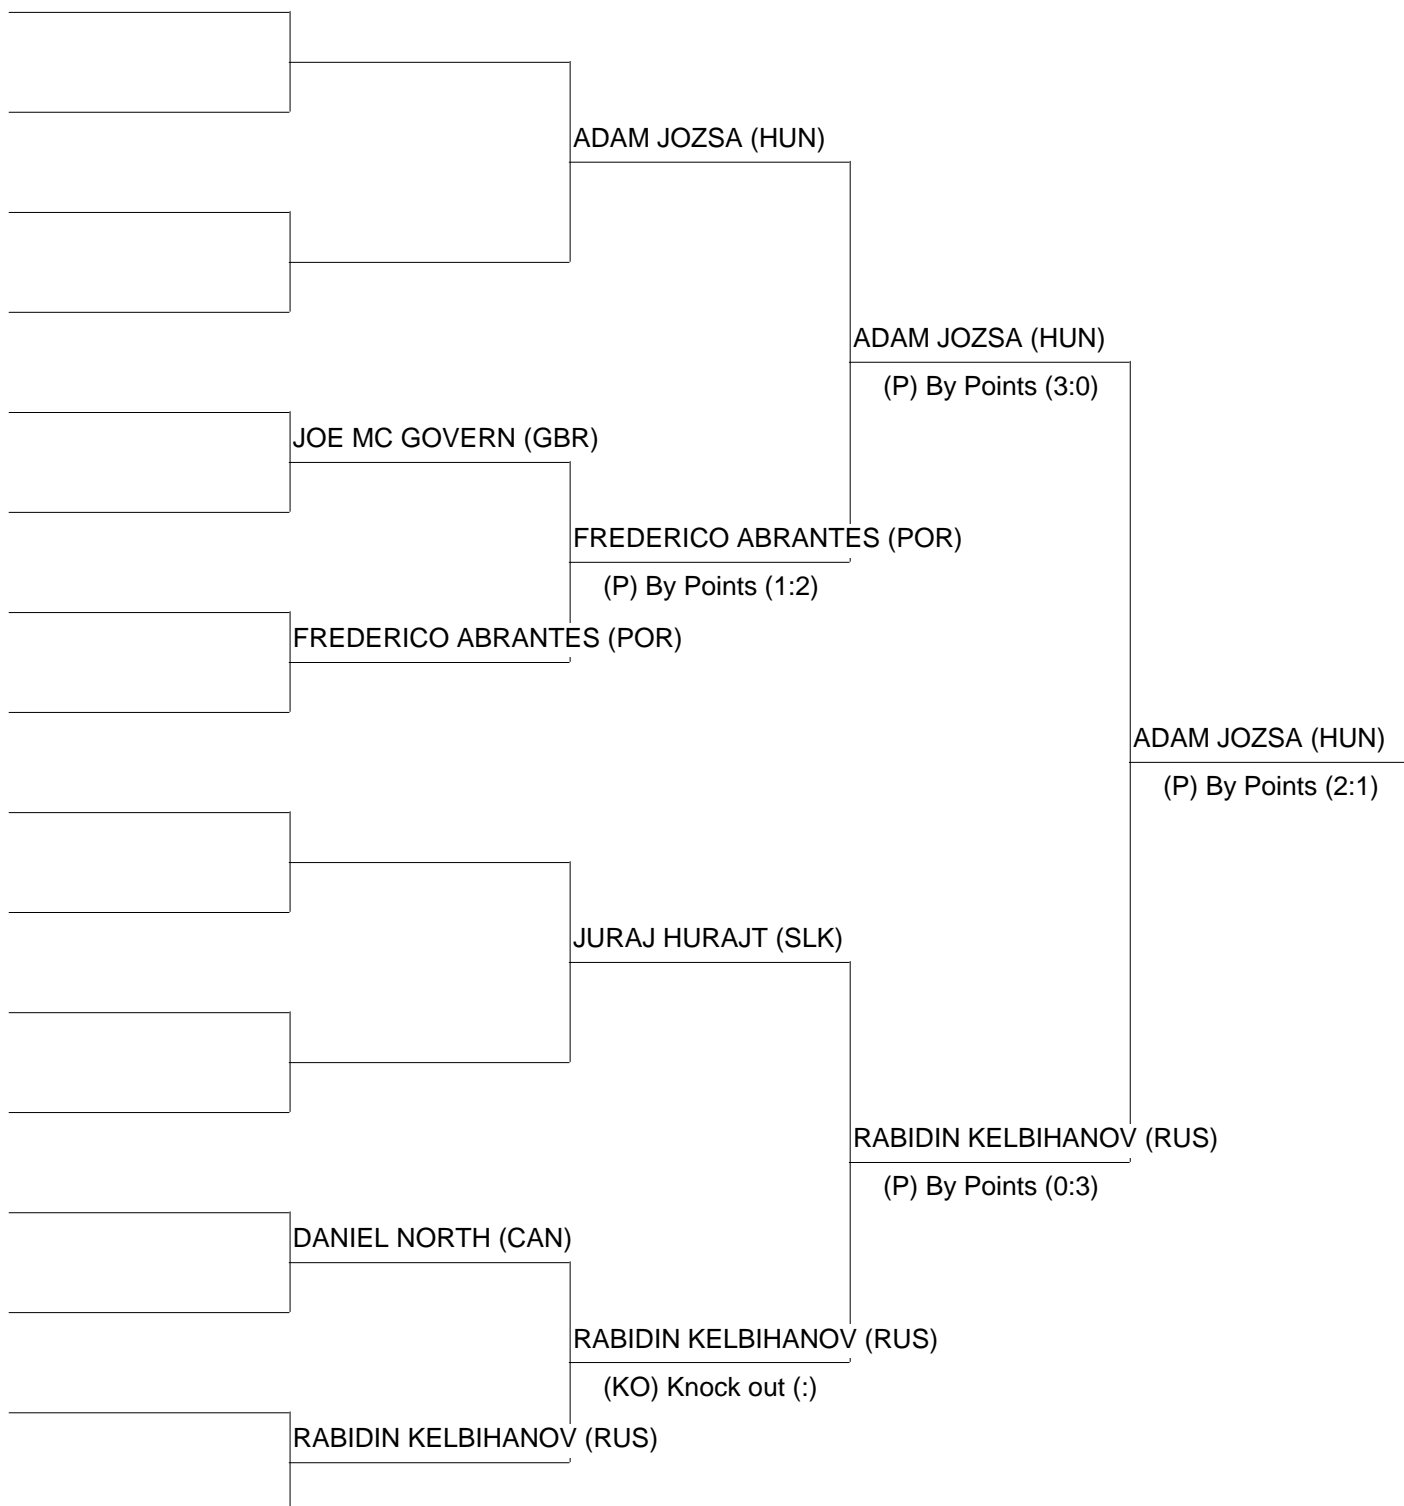 ADAM JOZSA (HUN)
ADAM JOZSA (HUN)
(P) By Points (3:0)
JOE MC GOVERN (GBR)
FREDERICO ABRANTES (POR)
(P) By Points (1:2)
FREDERICO ABRANTES (POR)
ADAM JOZSA (HUN)
(P) By Points (2:1)
JURAJ HURAJT (SLK)
RABIDIN KELBIHANOV (RUS)
(P) By Points (0:3)
DANIEL NORTH (CAN)
RABIDIN KELBIHANOV (RUS)
(KO) Knock out (:)
RABIDIN KELBIHANOV (RUS)